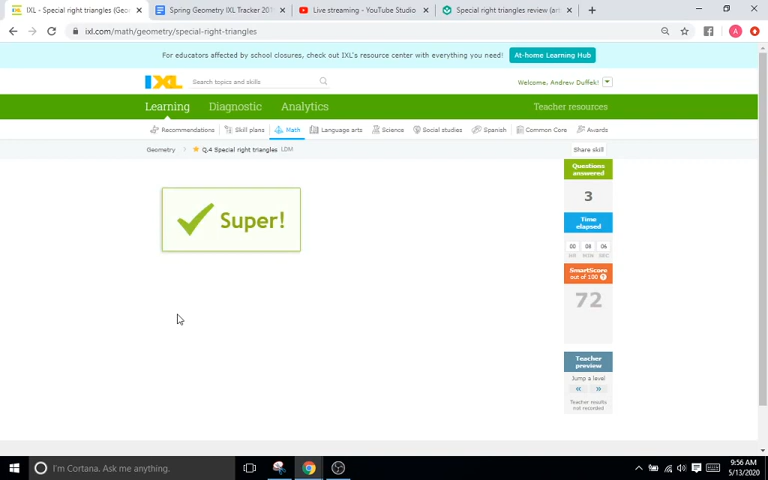 IXL - Special right triangles (Geo
Spring Geometry IXL Tracker 201
Live streaming - YouTube Studio
Special right triangles review (art
ixl.com/math/geometry/special-right-triangles
A
For educators affected by school closures, check out IXL's resource center with everything you need!
At-home Learning Hub
IXL
Search topics and skills
Welcome, Andrew Duffek!
Learning
Diagnostic
Analytics
Teacher resources
Recommendations
Skill plans
Math
Language arts
Science
Social studies
Spanish
Common Core
Awards
Geometry
Q.4 Special right triangles LDM
Share skill
Super!
Questions
answered
3
Time
elapsed
00 08 06
HR MIN SEC
SmartScore
out of 100 ?
72
Teacher
preview
Jump a level
Teacher results
not recorded
I'm Cortana. Ask me anything.
9:56 AM
5/13/2020